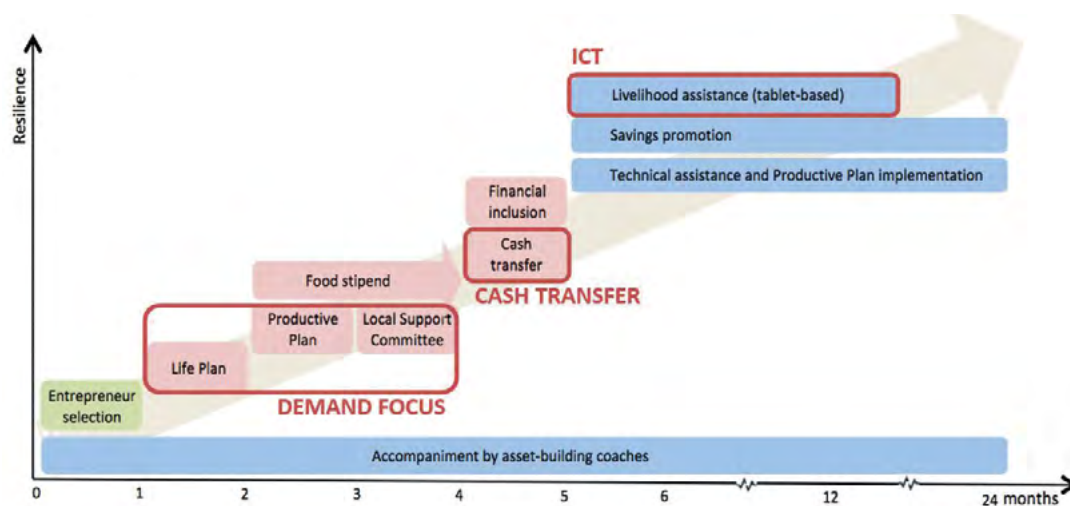 ICT
Livelihood assistance (tablet-based)
Savings promotion
Technical assistance and Productive Plan implementation
Financial
inclusion
Cash
transfer
CASH TRANSFER
Food stipend
Productive
Plan
Local Support
Committee
Life Plan
DEMAND FOCUS
Entrepreneur
selection
Accompaniment by asset-building coaches
Resilience
0 1 2 3 4 5 6 12 24 months